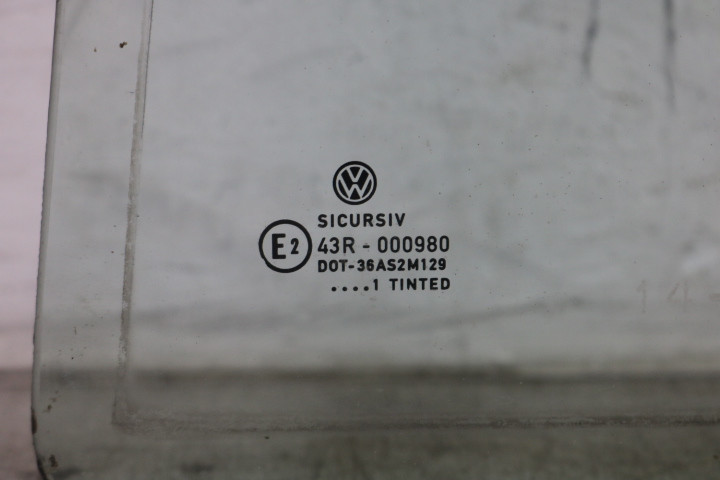 VW
SICURSIV
E2 43R - 000980
DOT-36AS2M129
....1 TINTED